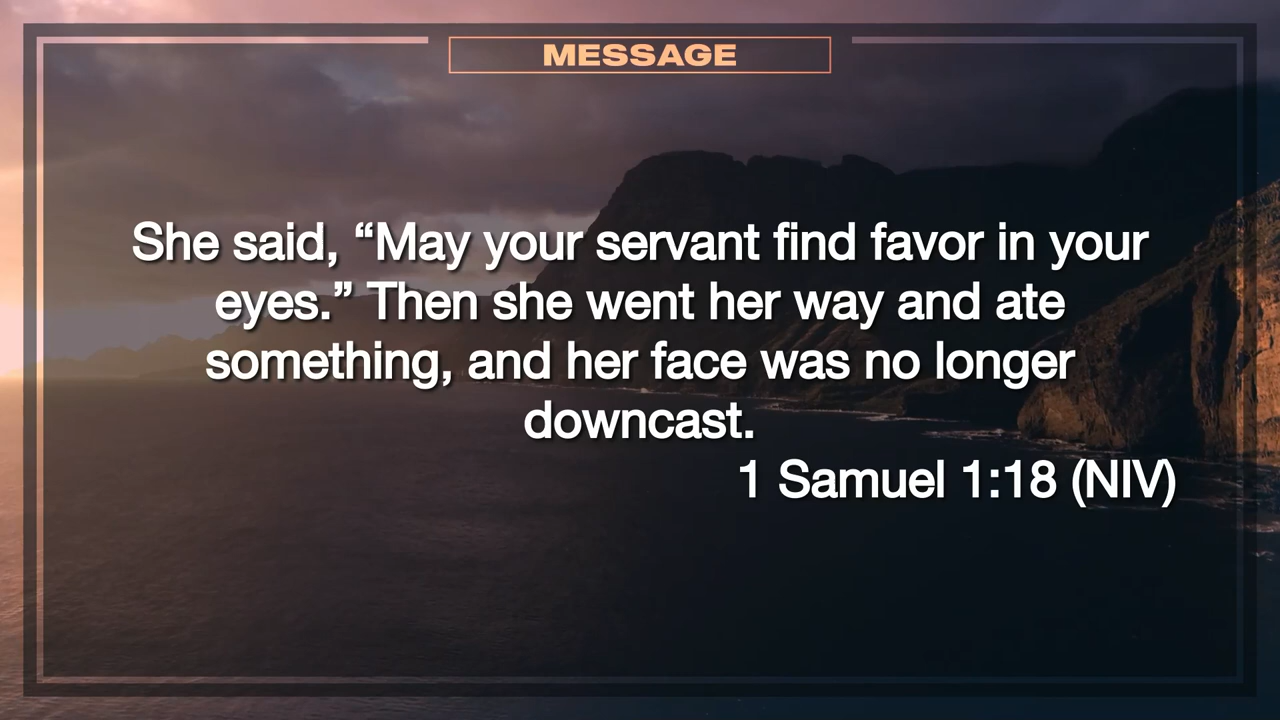 MESSAGE
She said, “May your servant find favor in your
eyes.” Then she went her way and ate
something, and her face was no longer
downcast.
1 Samuel 1:18 (NIV)